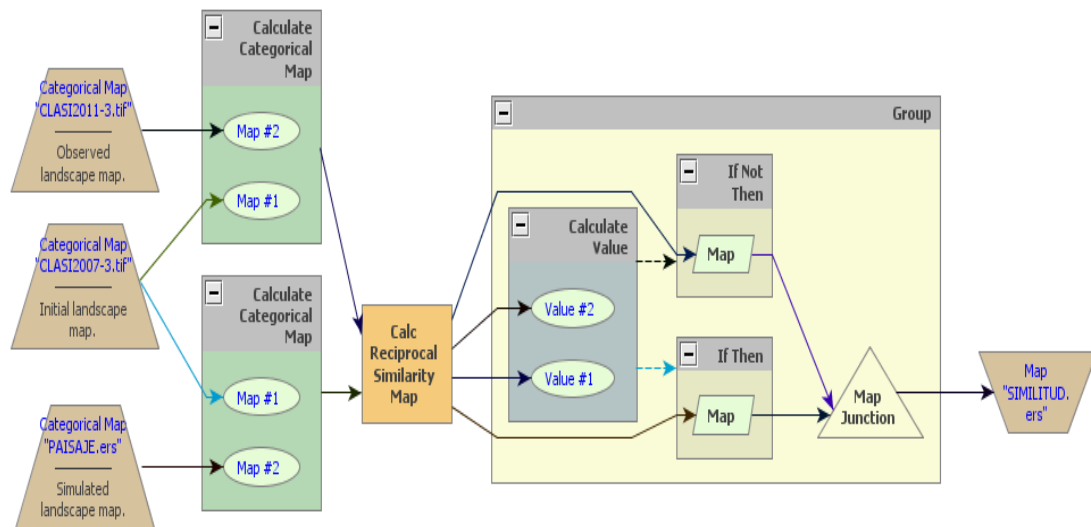 Categorical Map
"CLASI2011-3.tif"
Observed
landscape map.
Categorical Map
"CLASI2007-3.tif"
Initial landscape
map.
Categorical Map
"PAISAJE.ers"
Simulated
landscape map.
Calculate
Categorical
Map
Map #2
Map #1
Calculate
Categorical
Map
Map #1
Map #2
Calc
Reciprocal
Similarity
Map
Group
Calculate
Value
Value #2
Value #1
If Not
Then
Map
If Then
Map
Map
Junction
Map
"SIMILITUD.
ers"